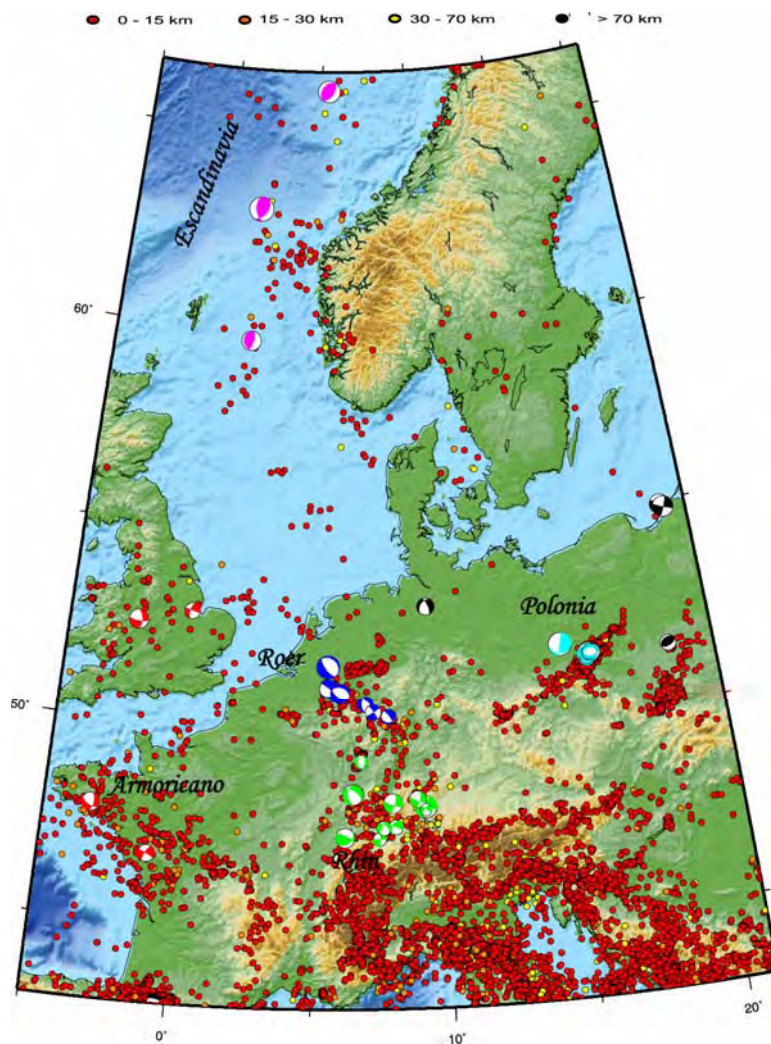 0 - 15 km 15 - 30 km 30 - 70 km > 70 km
Escandinavia
60°
Polonia
Roer
50°
Armoricano
Rhin
0° 10° 20°